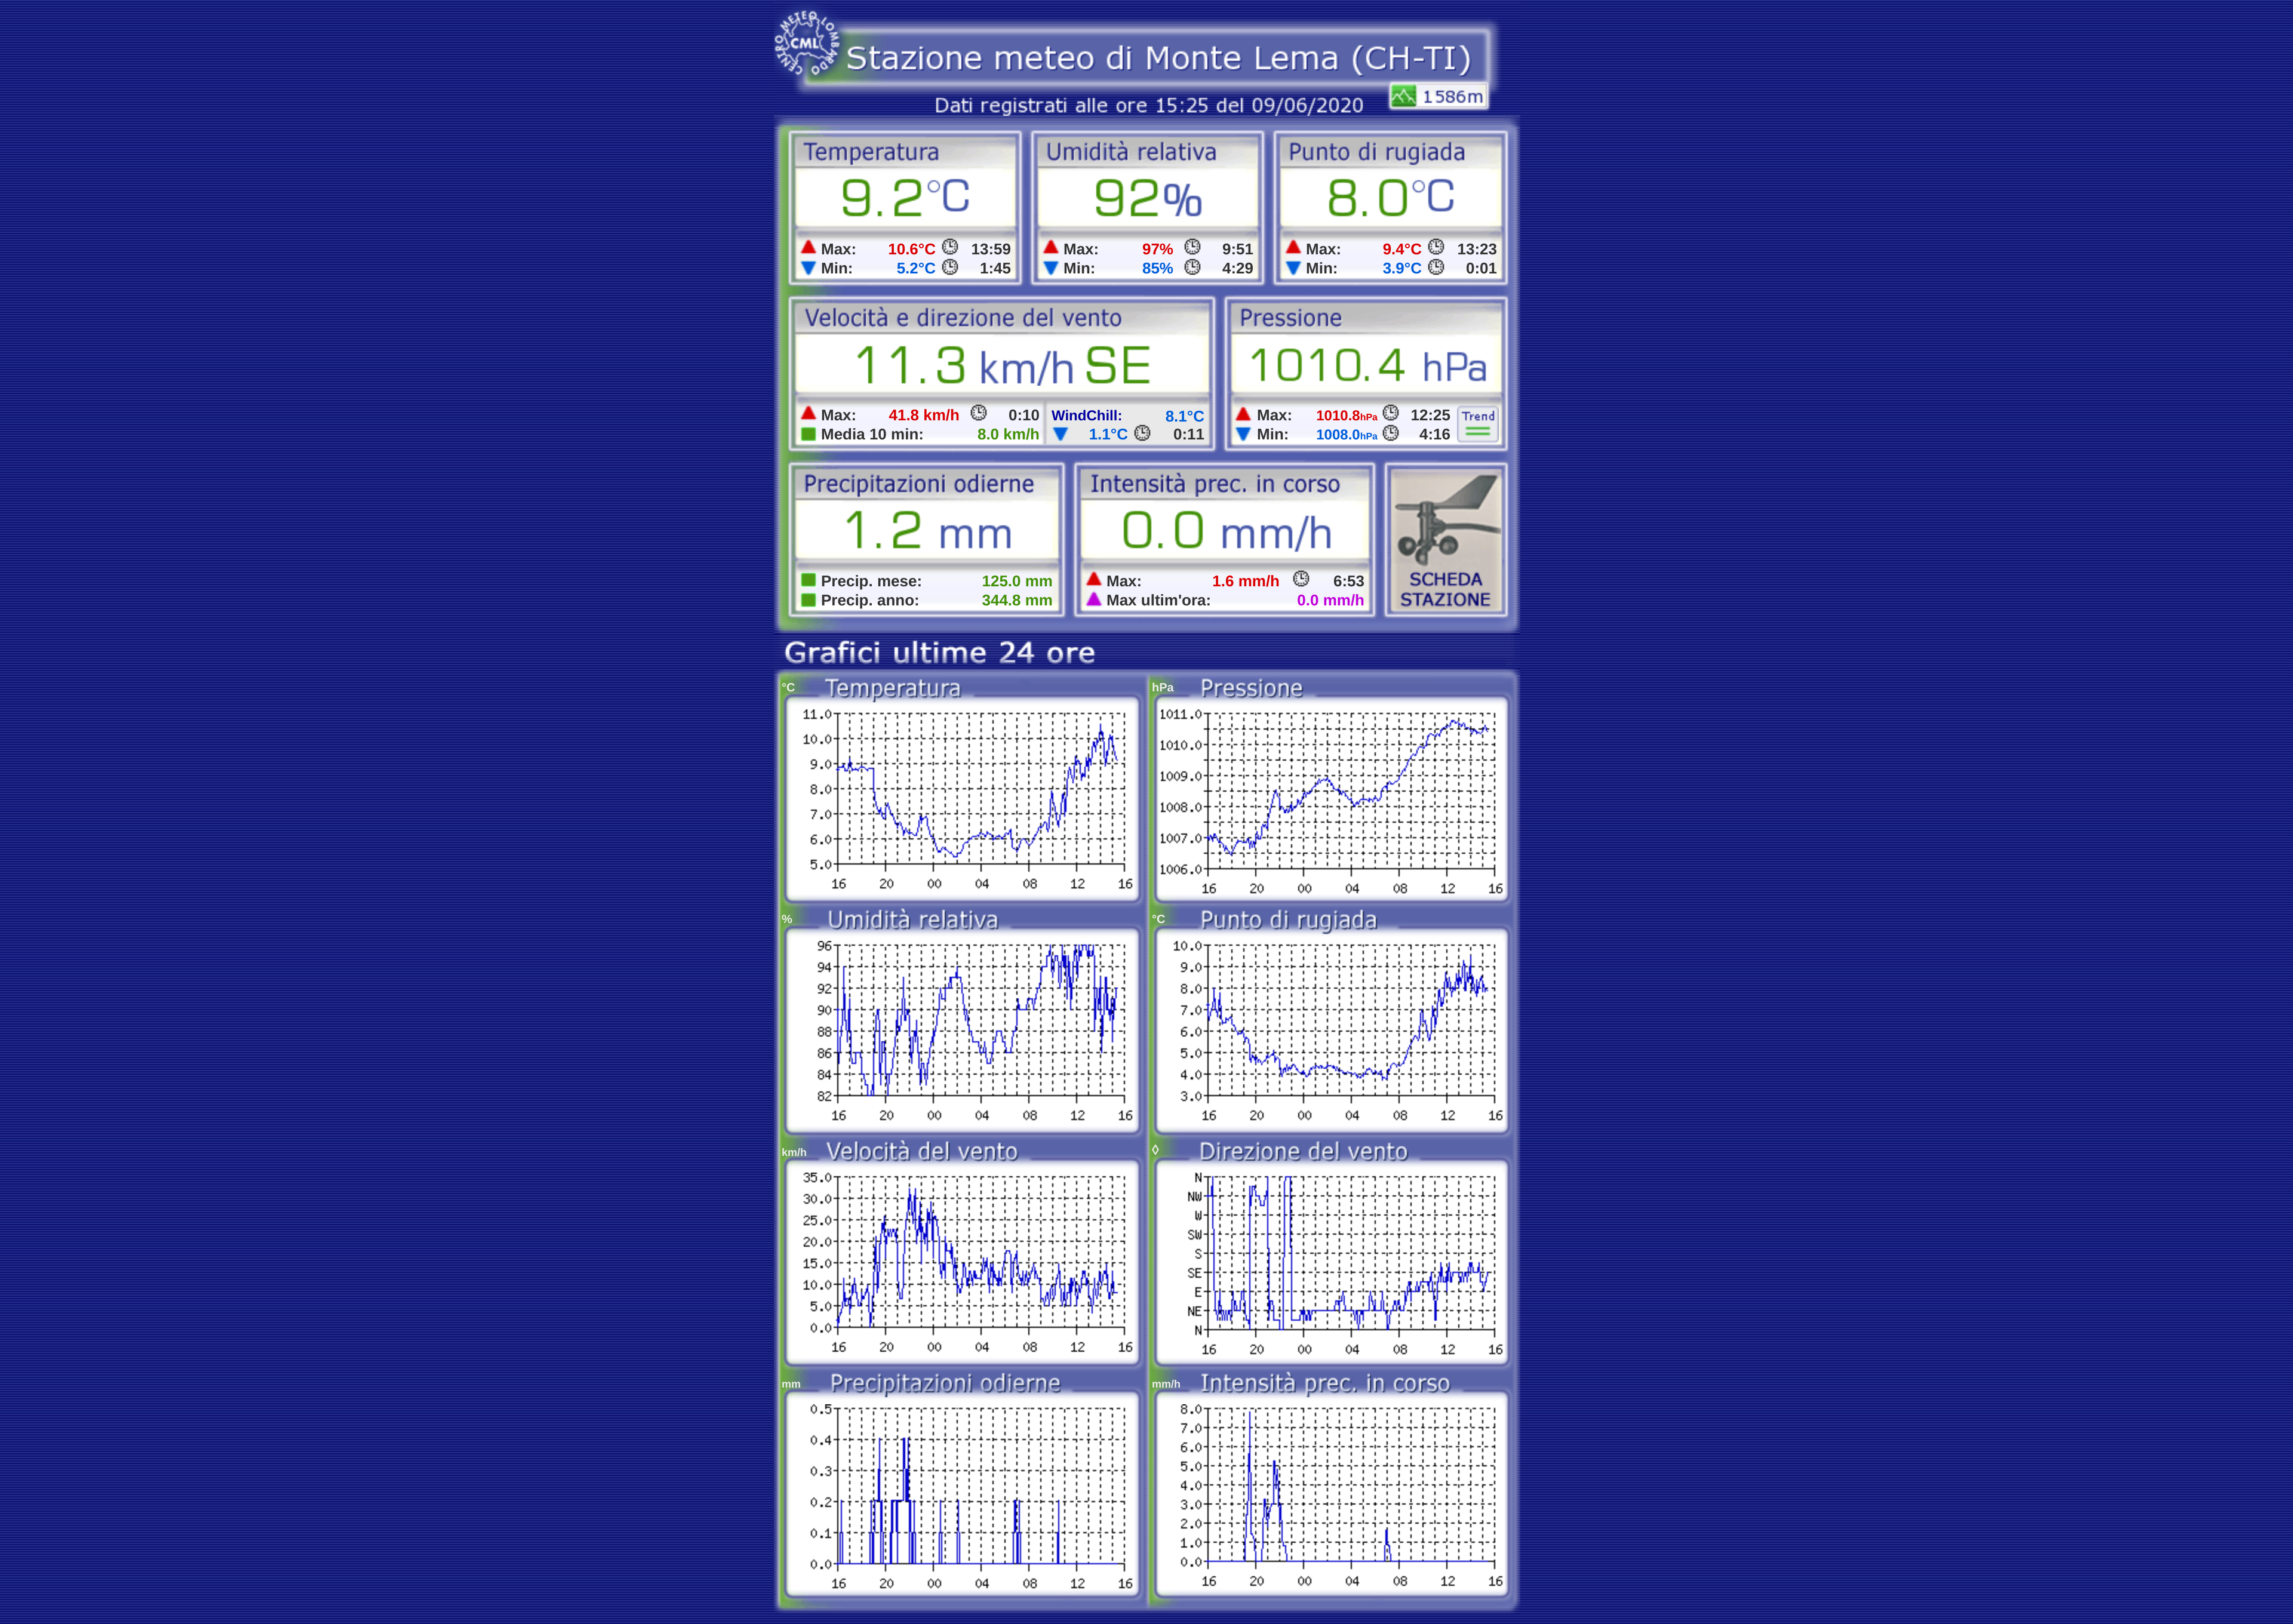 CENTRO METEO LOMBARDO
CML
Stazione meteo di Monte Lema (CH-TI)
1586m
Dati registrati alle ore 15:25 del 09/06/2020
Temperatura
9.2°C
Max: 10.6°C 13:59
Min: 5.2°C 1:45
Umidità relativa
92%
Max: 97% 9:51
Min: 85% 4:29
Punto di rugiada
8.0°C
Max: 9.4°C 13:23
Min: 3.9°C 0:01
Velocità e direzione del vento
11.3 km/h SE
Max: 41.8 km/h 0:10
Media 10 min: 8.0 km/h
WindChill: 8.1°C
1.1°C 0:11
Pressione
1010.4 hPa
Max: 1010.8hPa 12:25
Min: 1008.0hPa 4:16
Trend
Precipitazioni odierne
1.2 mm
Precip. mese: 125.0 mm
Precip. anno: 344.8 mm
Intensità prec. in corso
0.0 mm/h
Max: 1.6 mm/h 6:53
Max ultim'ora: 0.0 mm/h
SCHEDA
STAZIONE
Grafici ultime 24 ore
°C Temperatura
11.0
10.0
9.0
8.0
7.0
6.0
5.0
16 20 00 04 08 12 16
hPa Pressione
1011.0
1010.0
1009.0
1008.0
1007.0
1006.0
16 20 00 04 08 12 16
% Umidità relativa
96
94
92
90
88
86
84
82
16 20 00 04 08 12 16
°C Punto di rugiada
10.0
9.0
8.0
7.0
6.0
5.0
4.0
3.0
16 20 00 04 08 12 16
km/h Velocità del vento
35.0
30.0
25.0
20.0
15.0
10.0
5.0
0.0
16 20 00 04 08 12 16
◊ Direzione del vento
N
NW
W
SW
S
SE
E
NE
N
16 20 00 04 08 12 16
mm Precipitazioni odierne
0.5
0.4
0.3
0.2
0.1
0.0
16 20 00 04 08 12 16
mm/h Intensità prec. in corso
8.0
7.0
6.0
5.0
4.0
3.0
2.0
1.0
0.0
16 20 00 04 08 12 16